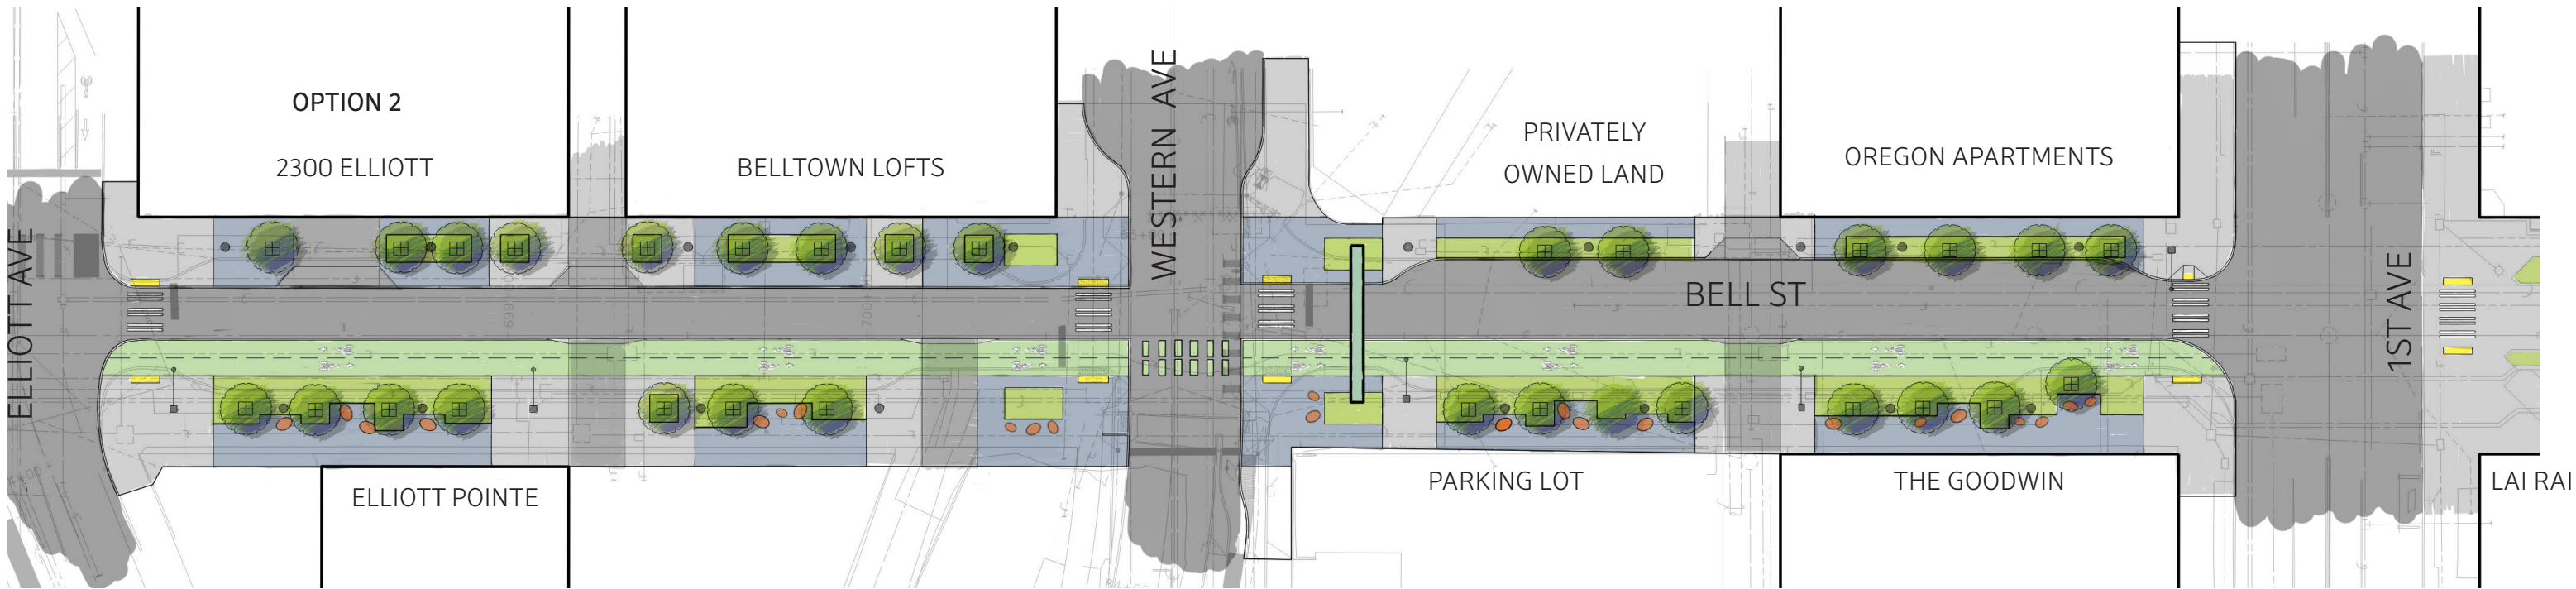 OPTION 2
2300 ELLIOTT
BELLTOWN LOFTS
WESTERN AVE
PRIVATELY
OWNED LAND
OREGON APARTMENTS
ELLIOTT AVE
BELL ST
1ST AVE
ELLIOTT POINTE
PARKING LOT
THE GOODWIN
LAI RAI